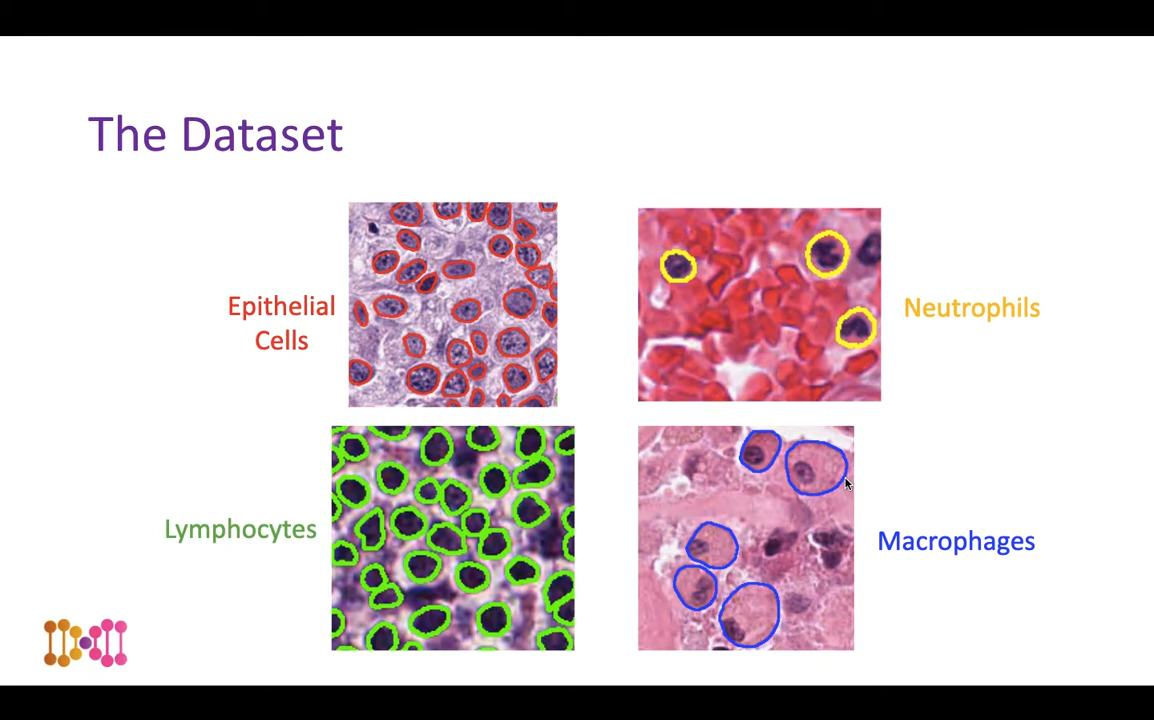 The Dataset
Epithelial
Cells
Neutrophils
Lymphocytes
Macrophages